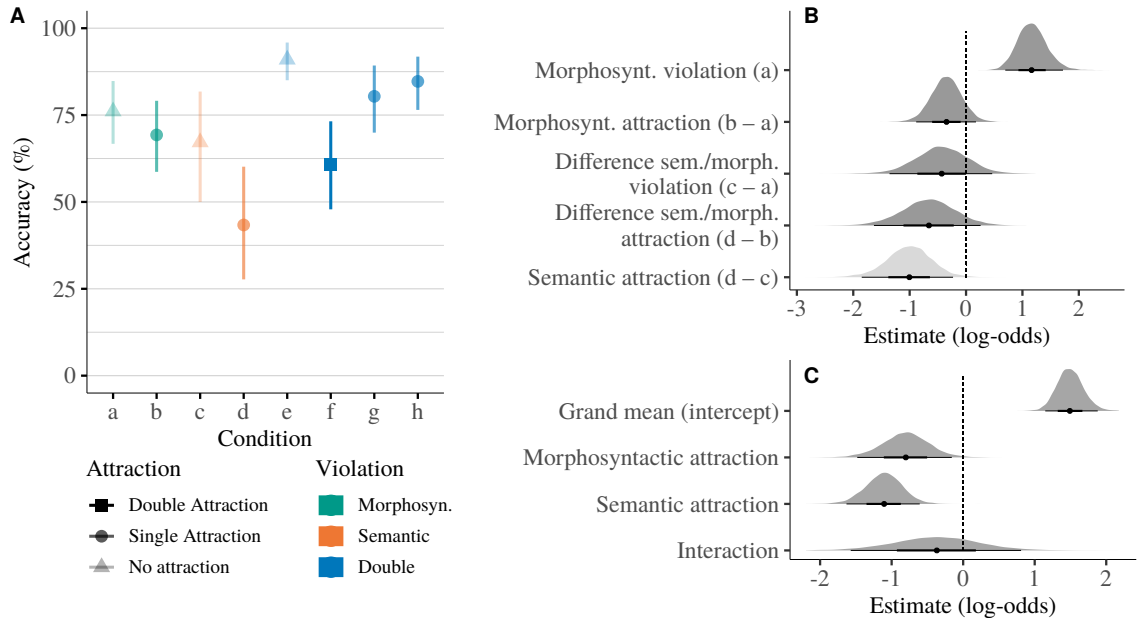 A
100
75
50
25
0
Accuracy (%)
a b c d e f g h
Condition
Attraction
Double Attraction
Single Attraction
No attraction
Violation
Morphosyn.
Semantic
Double
B
Morphosynt. violation (a)
Morphosynt. attraction (b – a)
Difference sem./morph.
violation (c – a)
Difference sem./morph.
attraction (d – b)
Semantic attraction (d – c)
-3 -2 -1 0 1 2
Estimate (log-odds)
C
Grand mean (intercept)
Morphosyntactic attraction
Semantic attraction
Interaction
-2 -1 0 1 2
Estimate (log-odds)